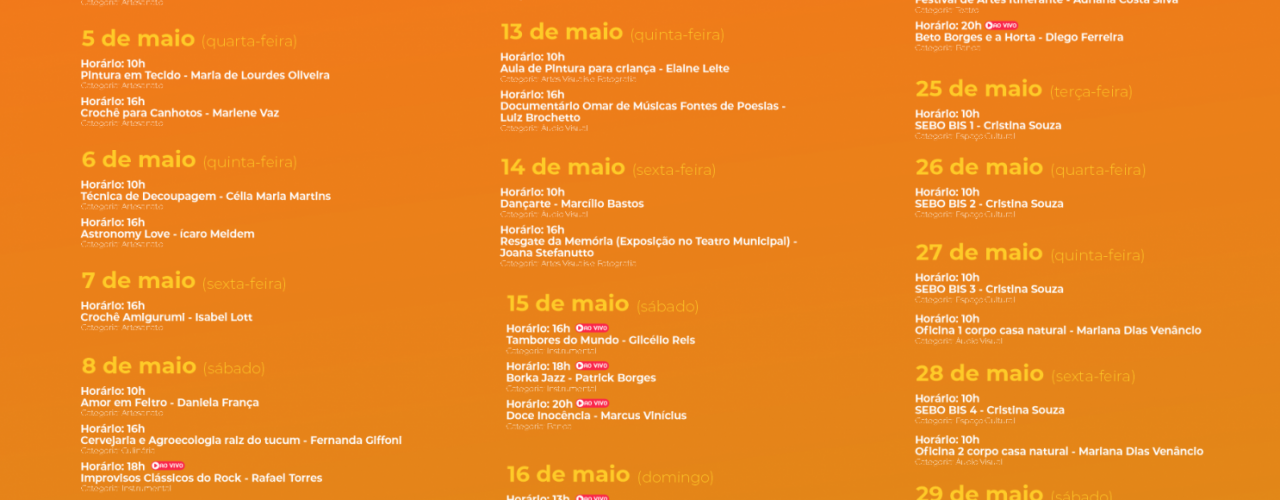 Categoria: Artesanato
5 de maio (quarta-feira)
Horário: 10h
Pintura em Tecido - Maria de Lourdes Oliveira
Categoria: Artesanato
Horário: 16h
Crochê para Canhotos - Marlene Vaz
Categoria: Artesanato
6 de maio (quinta-feira)
Horário: 10h
Técnica de Decoupagem - Célia Maria Martins
Categoria: Artesanato
Horário: 16h
Astronomy Love - ícaro Meldem
Categoria: Artesanato
7 de maio (sexta-feira)
Horário: 16h
Crochê Amigurumi - Isabel Lott
Categoria: Artesanato
8 de maio (sábado)
Horário: 10h
Amor em Feltro - Daniela França
Categoria: Artesanato
Horário: 16h
Cervejaria e Agroecologia raiz do tucum - Fernanda Giffoni
Categoria: Culinária
Horário: 18h AO VIVO
Improvisos Clássicos do Rock - Rafael Torres
Categoria: Instrumental
13 de maio (quinta-feira)
Horário: 10h
Aula de Pintura para criança - Elaine Leite
Categoria: Artes Visuais e Fotografia
Horário: 16h
Documentário Omar de Músicas Fontes de Poesias -
Luiz Brochetto
Categoria: Áudio Visual
14 de maio (sexta-feira)
Horário: 10h
Dançarte - Marcíllo Bastos
Categoria: Áudio Visual
Horário: 16h
Resgate da Memória (Exposição no Teatro Municipal) -
Joana Stefanutto
Categoria: Artes Visuais e Fotografia
15 de maio (sábado)
Horário: 16h AO VIVO
Tambores do Mundo - Glicélio Reis
Categoria: Instrumental
Horário: 18h AO VIVO
Borka Jazz - Patrick Borges
Categoria: Instrumental
Horário: 20h AO VIVO
Doce Inocência - Marcus Vinícius
Categoria: Banda
16 de maio (domingo)
Horário: 13h AO VIVO
Festival de Artes Itinerante - Adriana Costa Silva
Categoria: Teatro
Horário: 20h AO VIVO
Beto Borges e a Horta - Diego Ferreira
Categoria: Banda
25 de maio (terça-feira)
Horário: 10h
SEBO BIS 1 - Cristina Souza
Categoria: Espaço Cultural
26 de maio (quarta-feira)
Horário: 10h
SEBO BIS 2 - Cristina Souza
Categoria: Espaço Cultural
27 de maio (quinta-feira)
Horário: 10h
SEBO BIS 3 - Cristina Souza
Categoria: Espaço Cultural
Horário: 10h
Oficina 1 corpo casa natural - Mariana Dias Venâncio
Categoria: Áudio Visual
28 de maio (sexta-feira)
Horário: 10h
SEBO BIS 4 - Cristina Souza
Categoria: Espaço Cultural
Horário: 10h
Oficina 2 corpo casa natural - Mariana Dias Venâncio
Categoria: Áudio Visual
29 de maio (sábado)